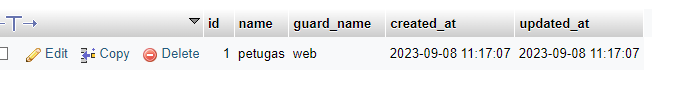 id name guard_name created_at updated_at
Edit Copy Delete 1 petugas web 2023-09-08 11:17:07 2023-09-08 11:17:07